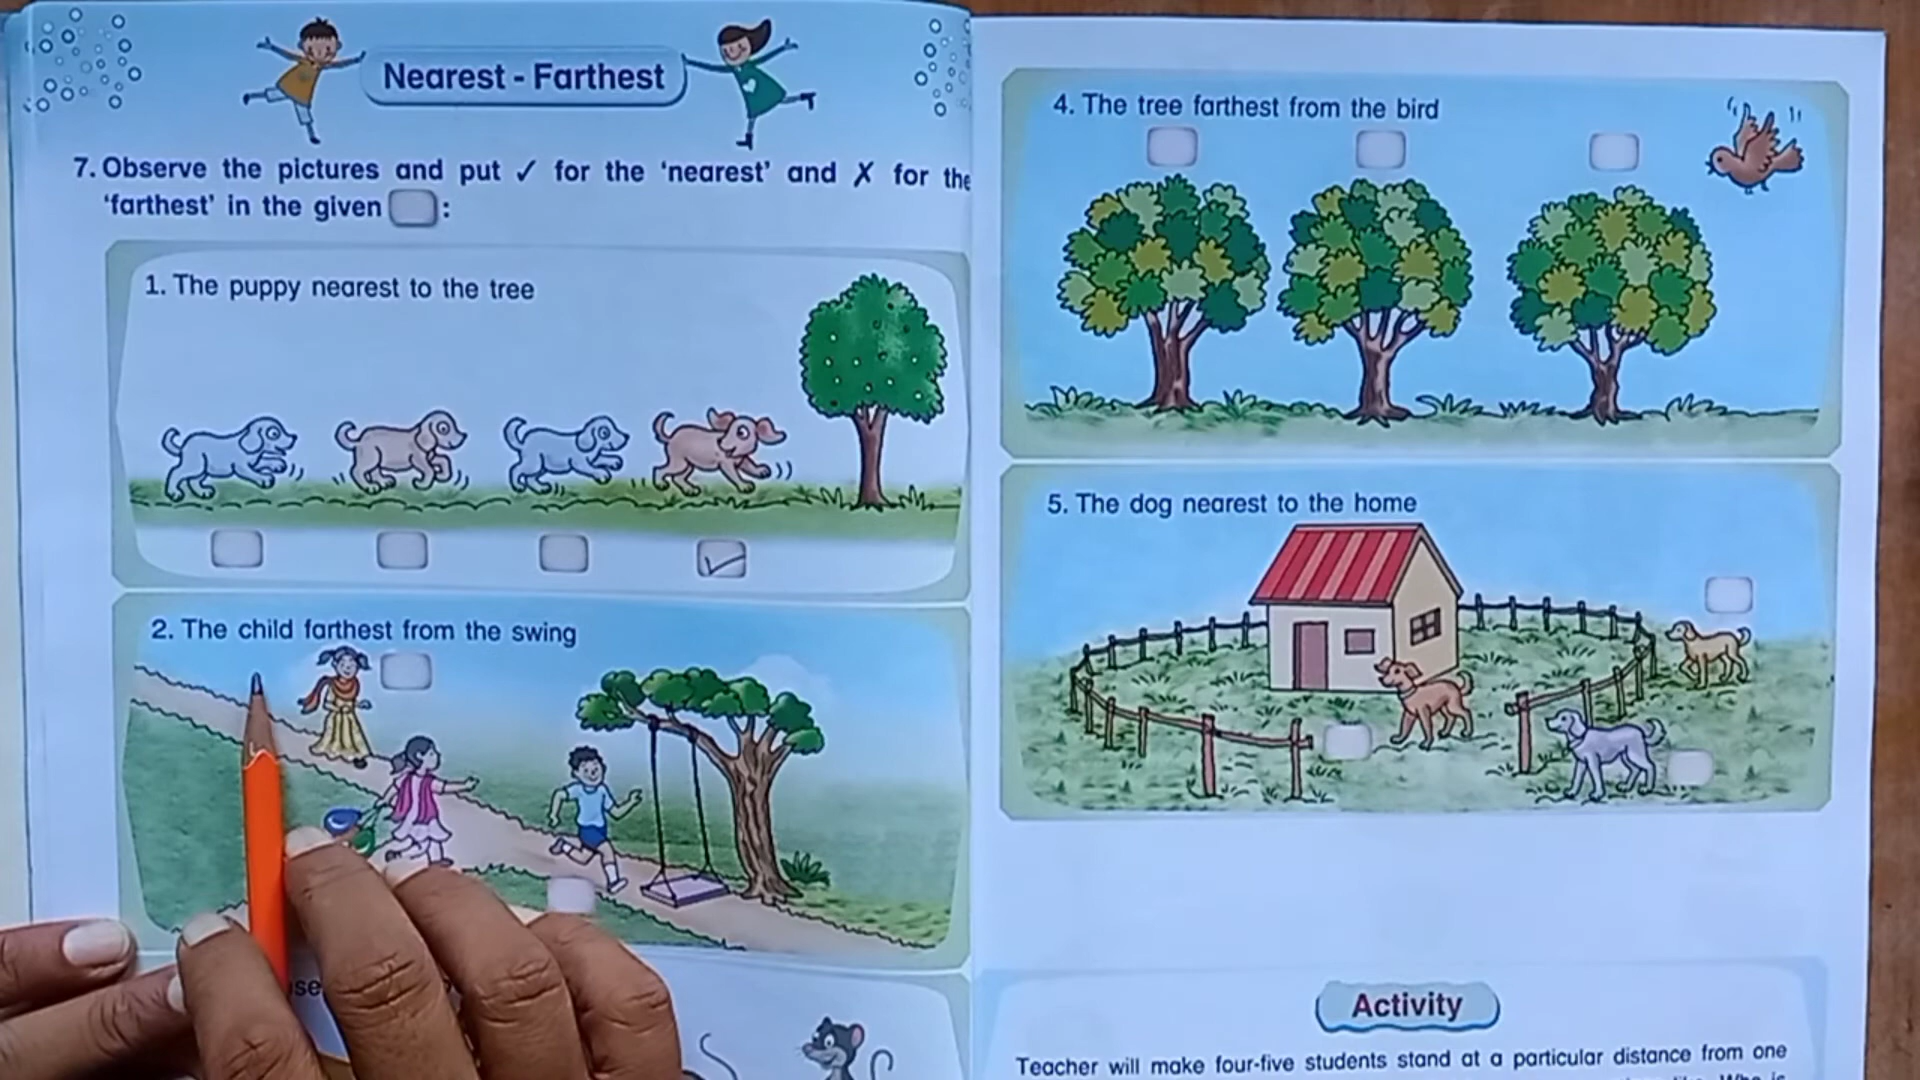 Nearest - Farthest
7. Observe the pictures and put ✓ for the ‘nearest’ and ✗ for the
‘farthest’ in the given :
1. The puppy nearest to the tree
2. The child farthest from the swing
4. The tree farthest from the bird
5. The dog nearest to the home
Activity
Teacher will make four-five students stand at a particular distance from one